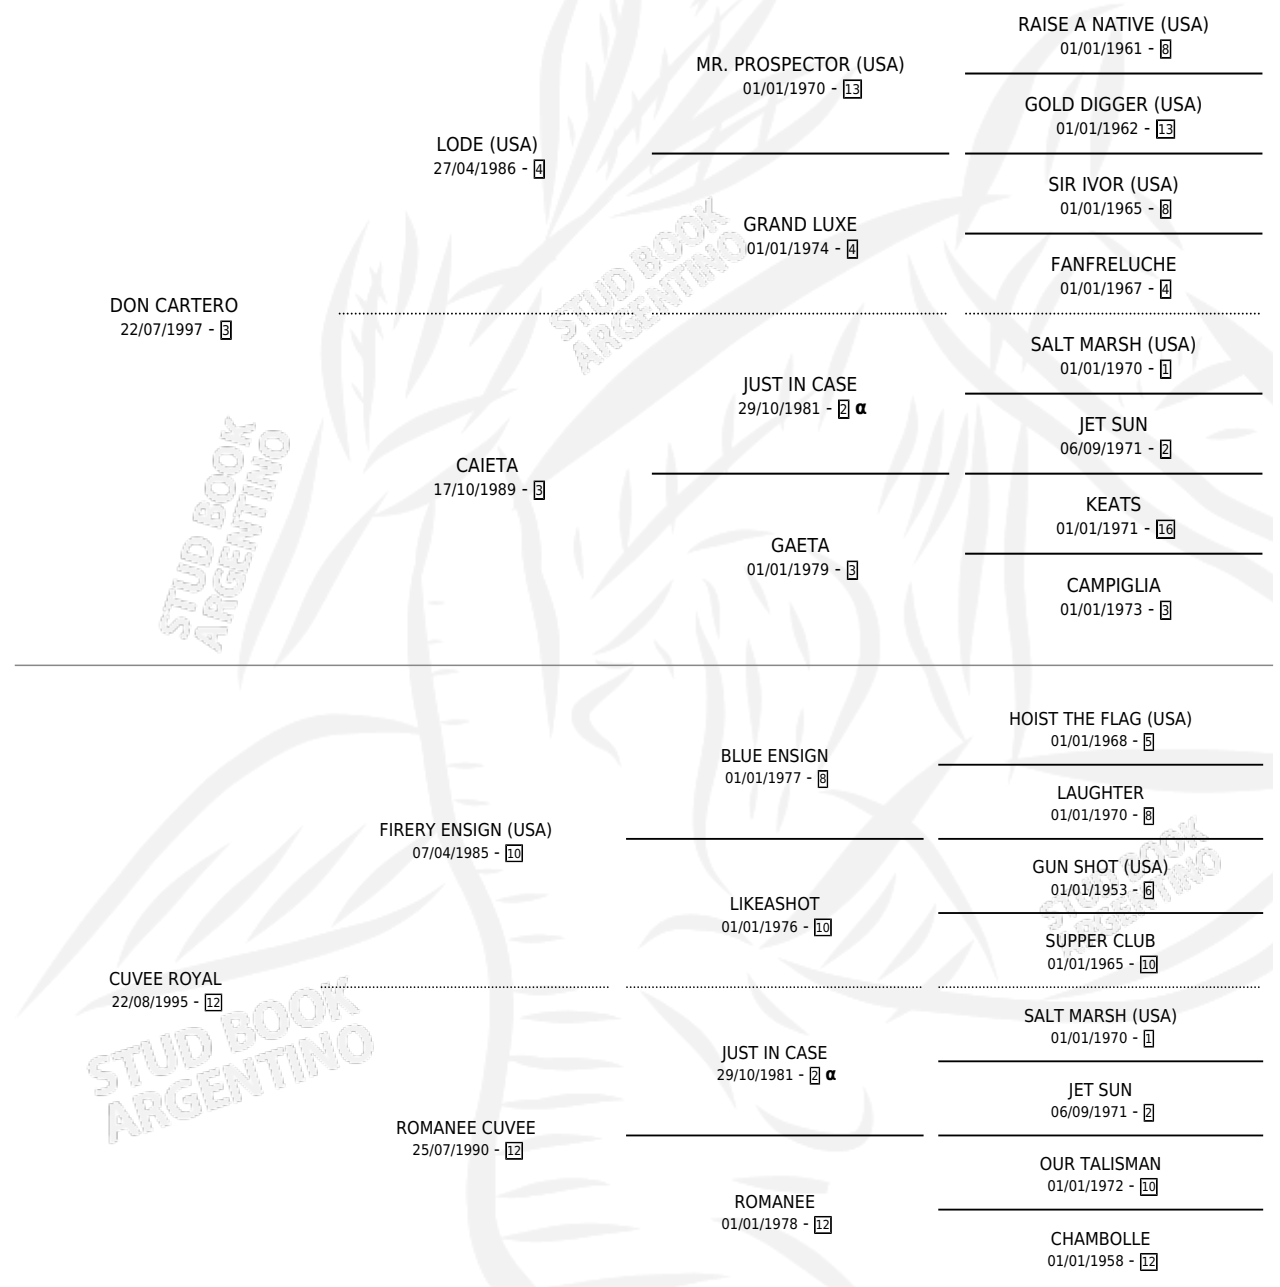 RAISE A NATIVE (USA)
01/01/1961 - 8
MR. PROSPECTOR (USA)
01/01/1970 - 13
GOLD DIGGER (USA)
01/01/1962 - 13
LODE (USA)
27/04/1986 - 4
SIR IVOR (USA)
01/01/1965 - 8
GRAND LUXE
01/01/1974 - 4
FANFRELUCHE
01/01/1967 - 4
DON CARTERO
22/07/1997 - 3
SALT MARSH (USA)
01/01/1970 - 1
JUST IN CASE
29/10/1981 - 2 α
JET SUN
06/09/1971 - 2
CAIETA
17/10/1989 - 3
KEATS
01/01/1971 - 16
GAETA
01/01/1979 - 3
CAMPIGLIA
01/01/1973 - 3
HOIST THE FLAG (USA)
01/01/1968 - 5
BLUE ENSIGN
01/01/1977 - 8
LAUGHTER
01/01/1970 - 8
FIRERY ENSIGN (USA)
07/04/1985 - 10
GUN SHOT (USA)
01/01/1953 - 6
LIKEASHOT
01/01/1976 - 10
SUPPER CLUB
01/01/1965 - 10
CUVEE ROYAL
22/08/1995 - 12
SALT MARSH (USA)
01/01/1970 - 1
JUST IN CASE
29/10/1981 - 2 α
JET SUN
06/09/1971 - 2
ROMANEE CUVEE
25/07/1990 - 12
OUR TALISMAN
01/01/1972 - 10
ROMANEE
01/01/1978 - 12
CHAMBOLLE
01/01/1958 - 12
STUD BOOK
ARGENTINO
STUD BOOK
ARGENTINO
STUD BOOK
ARGENTINO
STUD BOOK
ARGENTINO